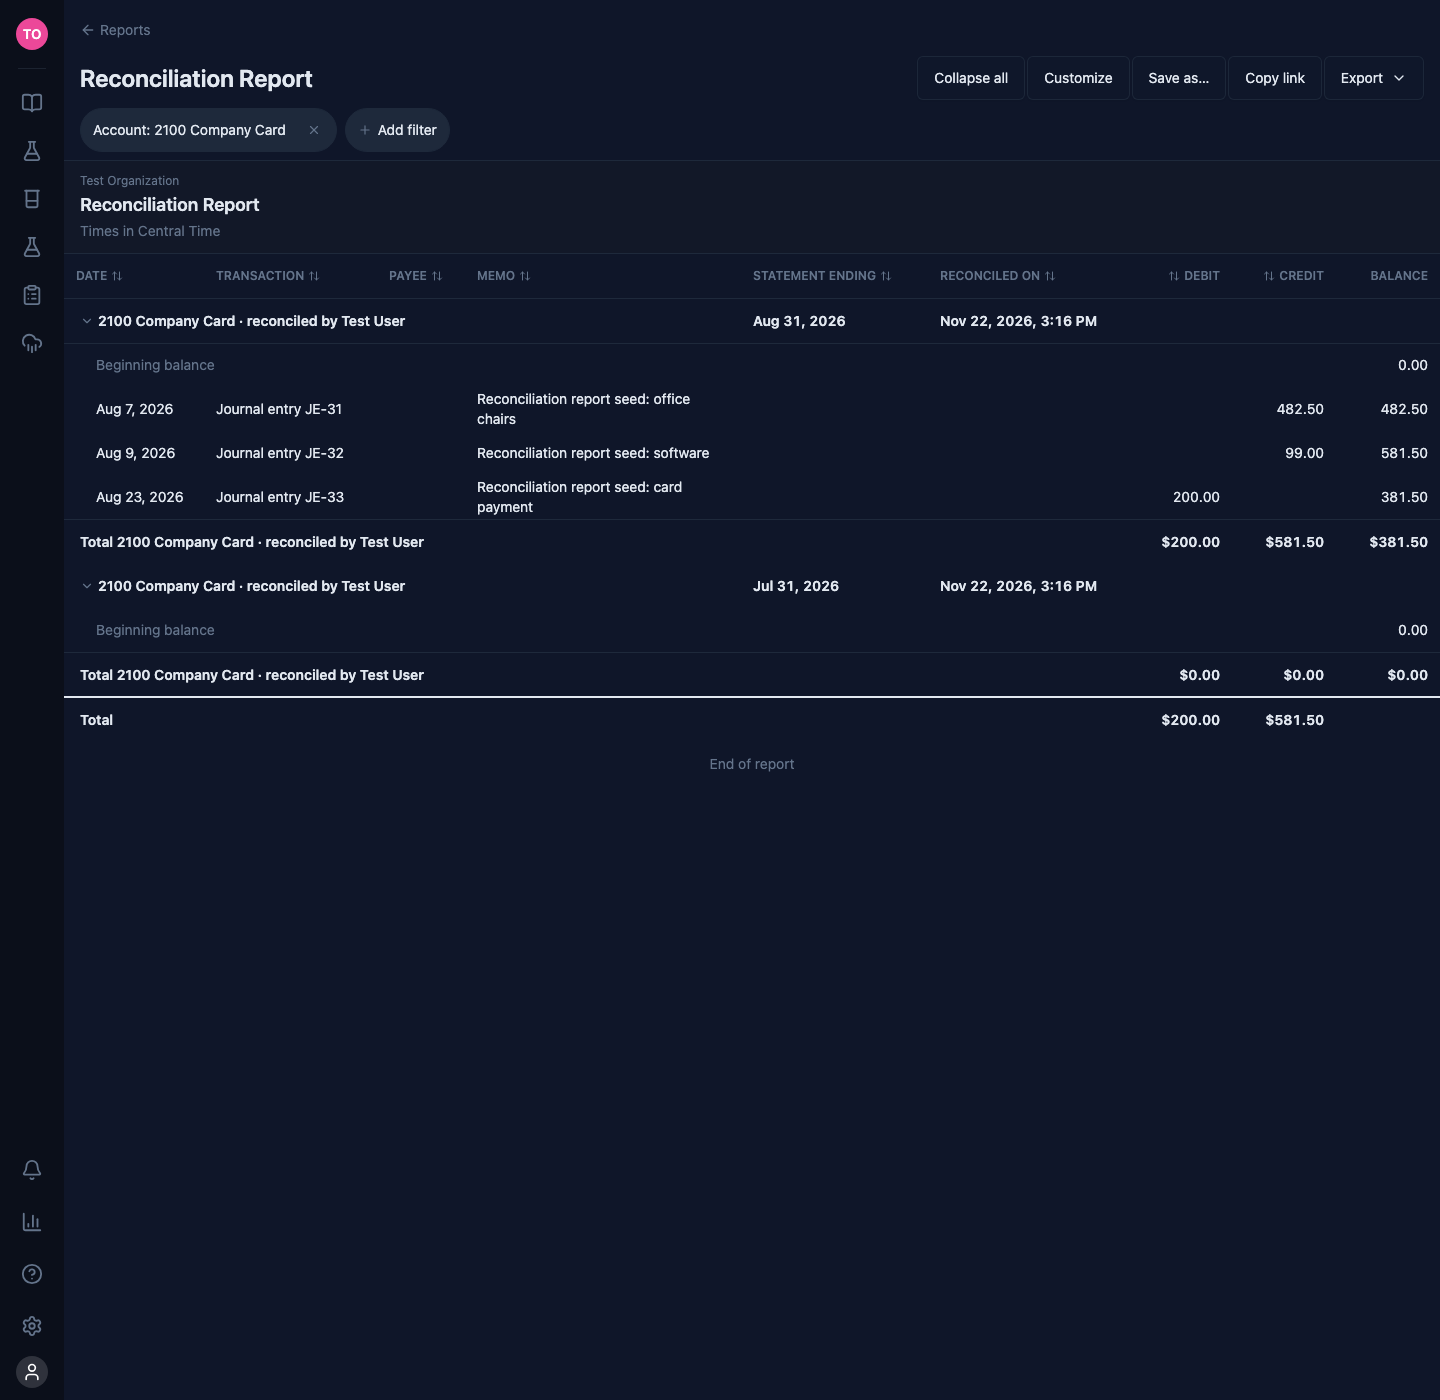 TO
Reports
Reconciliation Report
Collapse all
Customize
Save as...
Copy link
Export
Account: 2100 Company Card
Add filter
Test Organization
Reconciliation Report
Times in Central Time
DATE TRANSACTION PAYEE MEMO STATEMENT ENDING RECONCILED ON DEBIT CREDIT BALANCE
2100 Company Card · reconciled by Test User Aug 31, 2026 Nov 22, 2026, 3:16 PM
Beginning balance 0.00
Aug 7, 2026 Journal entry JE-31 Reconciliation report seed: office
chairs 482.50 482.50
Aug 9, 2026 Journal entry JE-32 Reconciliation report seed: software 99.00 581.50
Aug 23, 2026 Journal entry JE-33 Reconciliation report seed: card
payment 200.00 381.50
Total 2100 Company Card · reconciled by Test User $200.00 $581.50 $381.50
2100 Company Card · reconciled by Test User Jul 31, 2026 Nov 22, 2026, 3:16 PM
Beginning balance 0.00
Total 2100 Company Card · reconciled by Test User $0.00 $0.00 $0.00
Total $200.00 $581.50
End of report